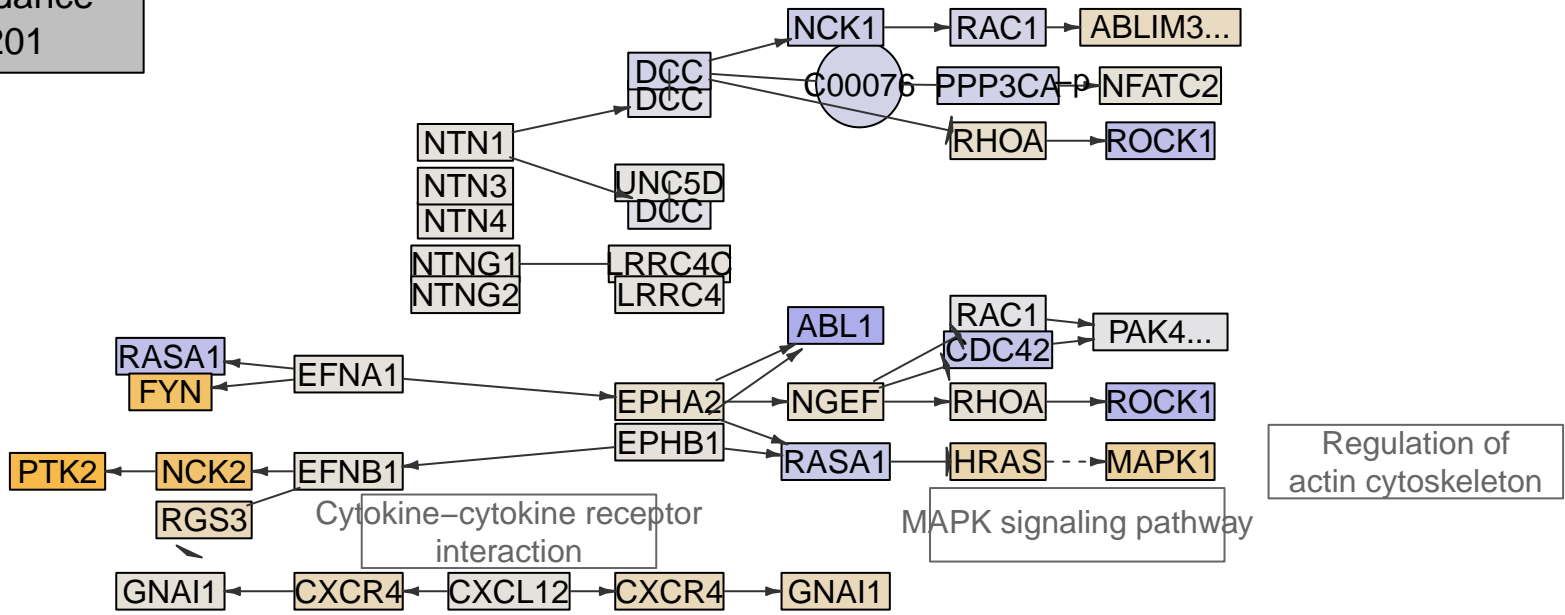 201
NCK1
RAC1
ABLIM3...
DCC
DCC
C00076
PPP3CA
+p
NFATC2
NTN1
RHOA
ROCK1
NTN3
UNC5D
NTN4
DCC
NTNG1
LRRC4C
NTNG2
LRRC4
ABL1
RAC1
PAK4...
RASA1
CDC42
EFNA1
FYN
EPHA2
NGEF
RHOA
ROCK1
EPHB1
PTK2
NCK2
EFNB1
RASA1
HRAS
MAPK1
Regulation of
actin cytoskeleton
RGS3
Cytokine−cytokine receptor
interaction
MAPK signaling pathway
GNAI1
CXCR4
CXCL12
CXCR4
GNAI1